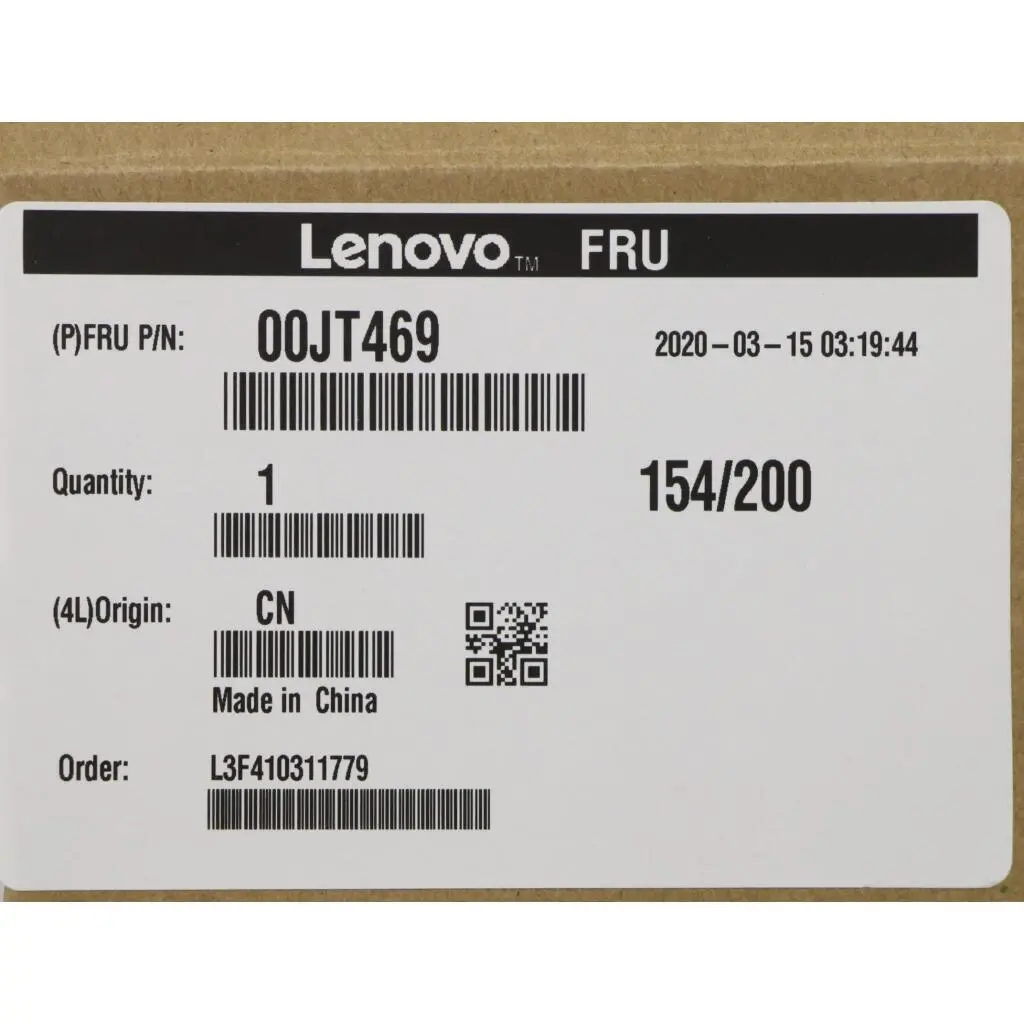 Lenovo™ FRU
(P)FRU P/N: 00JT469 2020-03-15 03:19:44
Quantity: 1 154/200
(4L)Origin: CN
Made in China
Order: L3F410311779